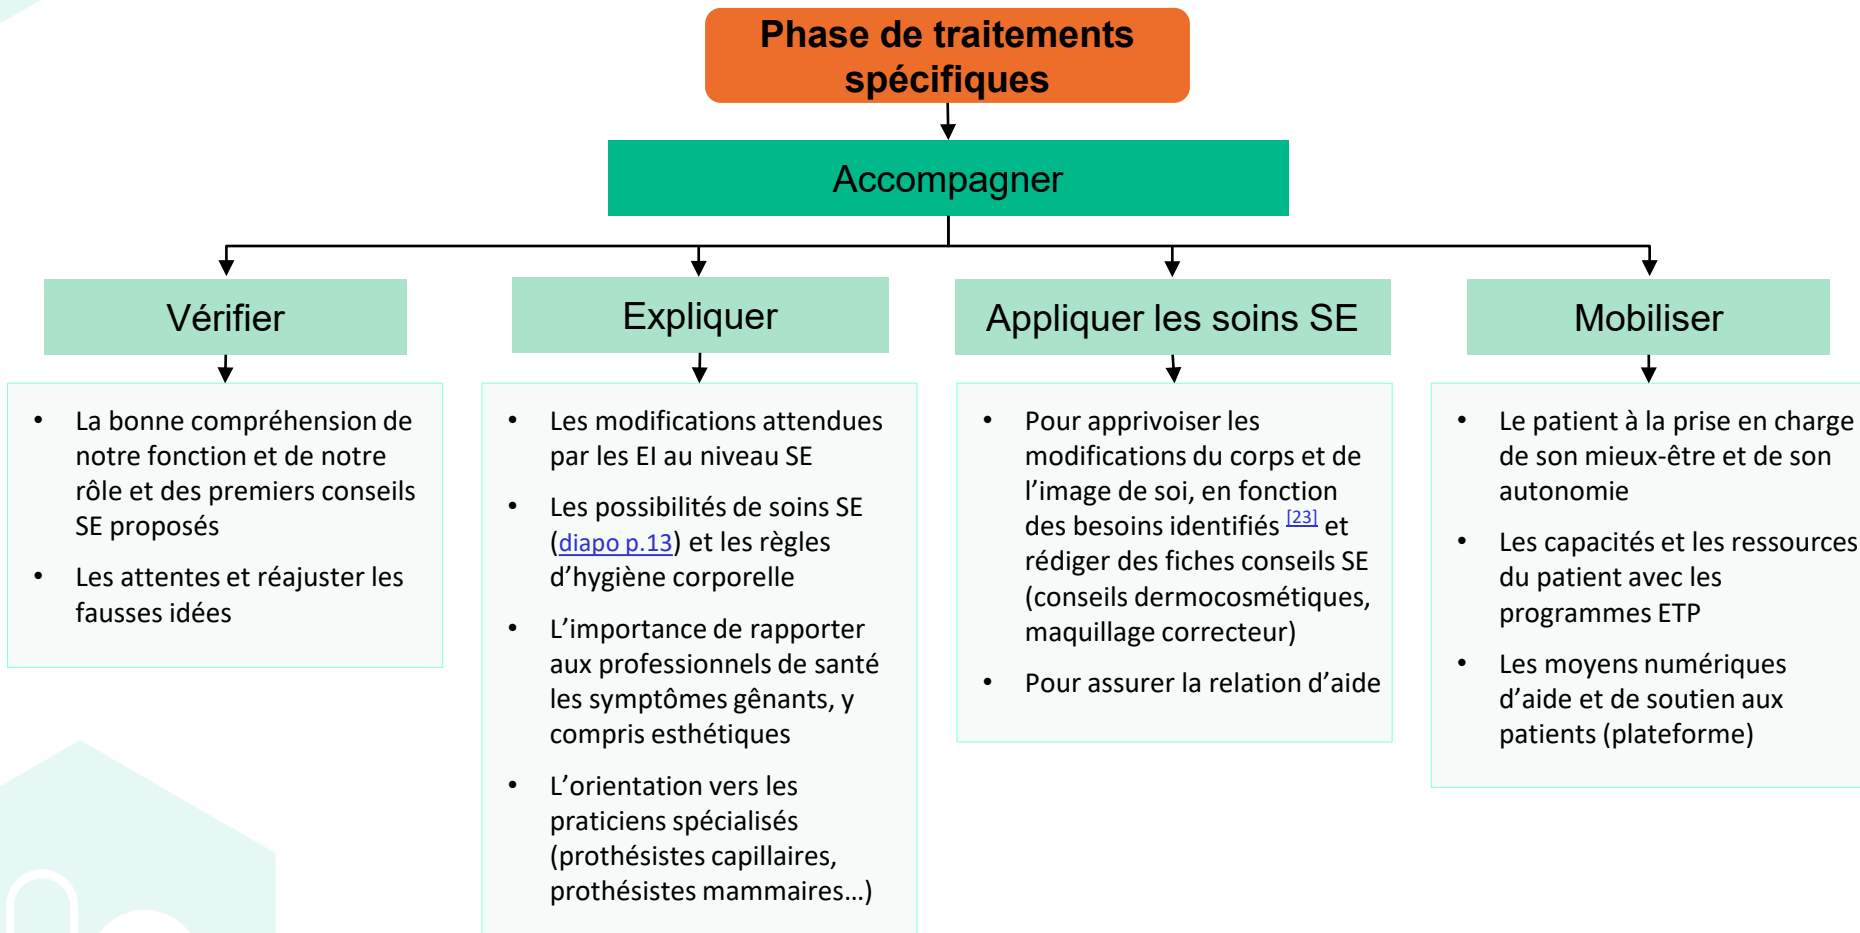 Phase de traitements
spécifiques
Accompagner
Vérifier
• La bonne compréhension de
notre fonction et de notre
rôle et des premiers conseils
SE proposés
• Les attentes et réajuster les
fausses idées
Expliquer
• Les modifications attendues
par les EI au niveau SE
• Les possibilités de soins SE
(diapo p.13) et les règles
d’hygiène corporelle
• L’importance de rapporter
aux professionnels de santé
les symptômes gênants, y
compris esthétiques
• L’orientation vers les
praticiens spécialisés
(prothésistes capillaires,
prothésistes mammaires…)
Appliquer les soins SE
• Pour apprivoiser les
modifications du corps et de
l’image de soi, en fonction
des besoins identifiés [23] et
rédiger des fiches conseils SE
(conseils dermocosmétiques,
maquillage correcteur)
• Pour assurer la relation d’aide
Mobiliser
• Le patient à la prise en charge
de son mieux-être et de son
autonomie
• Les capacités et les ressources
du patient avec les
programmes ETP
• Les moyens numériques
d’aide et de soutien aux
patients (plateforme)